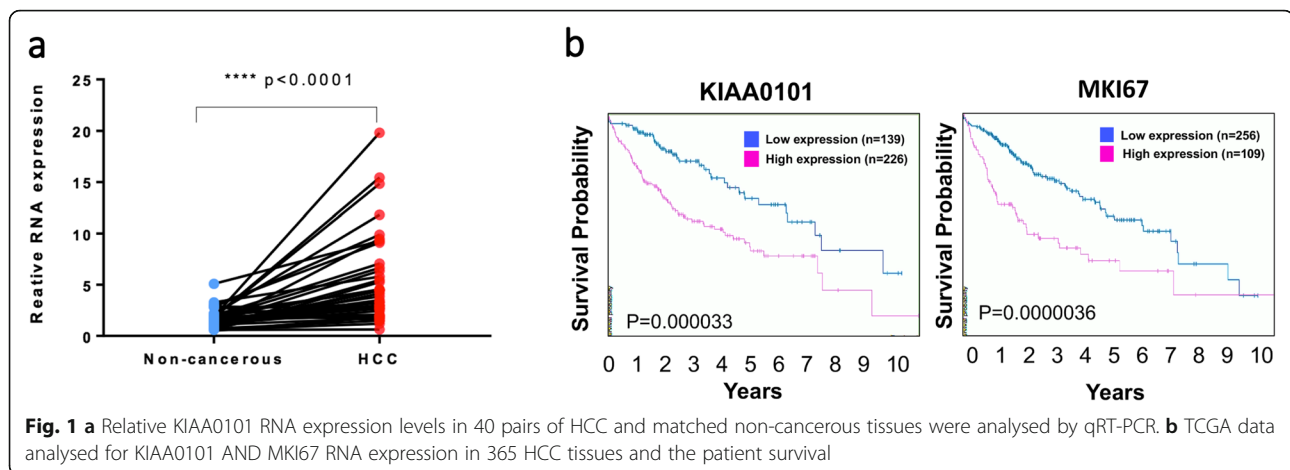 a
25
**** p<0.0001
20
15
10
5
0
Relative RNA expression
Non-cancerous HCC
b
KIAA0101
Low expression (n=139)
High expression (n=226)
Survival Probability
P=0.000033
0 1 2 3 4 5 6 7 8 9 10
Years
MKI67
Low expression (n=256)
High expression (n=109)
Survival Probability
P=0.0000036
0 1 2 3 4 5 6 7 8 9 10
Years
Fig. 1 a Relative KIAA0101 RNA expression levels in 40 pairs of HCC and matched non-cancerous tissues were analysed by qRT-PCR. b TCGA data
analysed for KIAA0101 AND MKI67 RNA expression in 365 HCC tissues and the patient survival